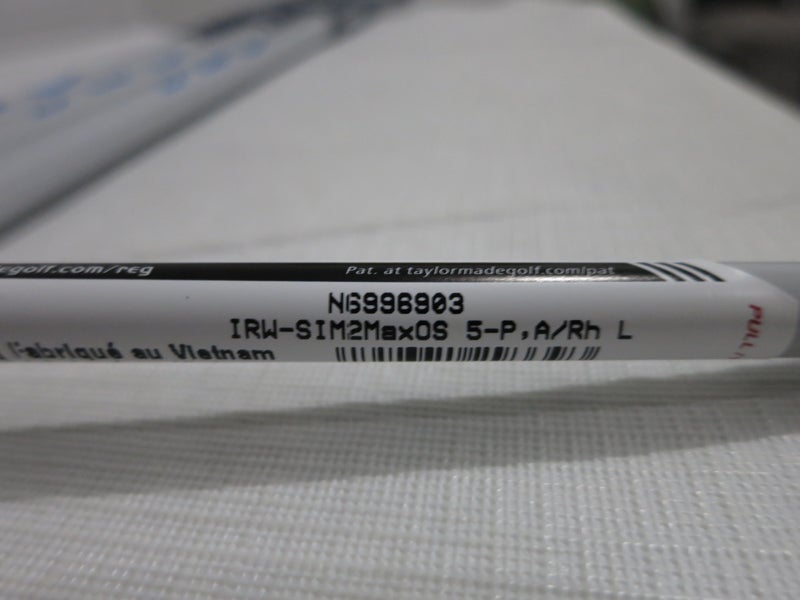 egolf.com/reg
Pat. at taylormadegolf.com/pat
N6996903
IRW-SIM2MaxOS 5-P,A/Rh L
fabriqué au Vietnam
PULL